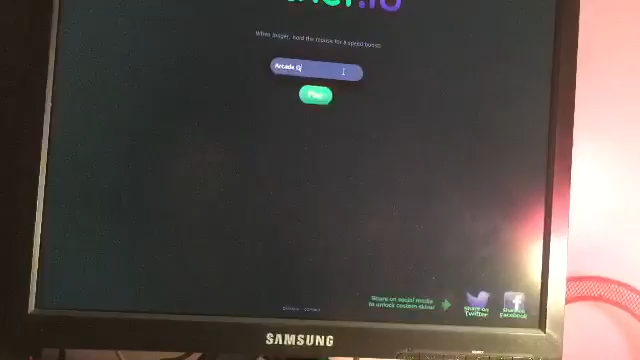 When longer, hold the mouse for a speed boost
Arcade G
Play
Share on social media
to unlock custom skins!
Share on
Twitter
Share on
Facebook
SAMSUNG